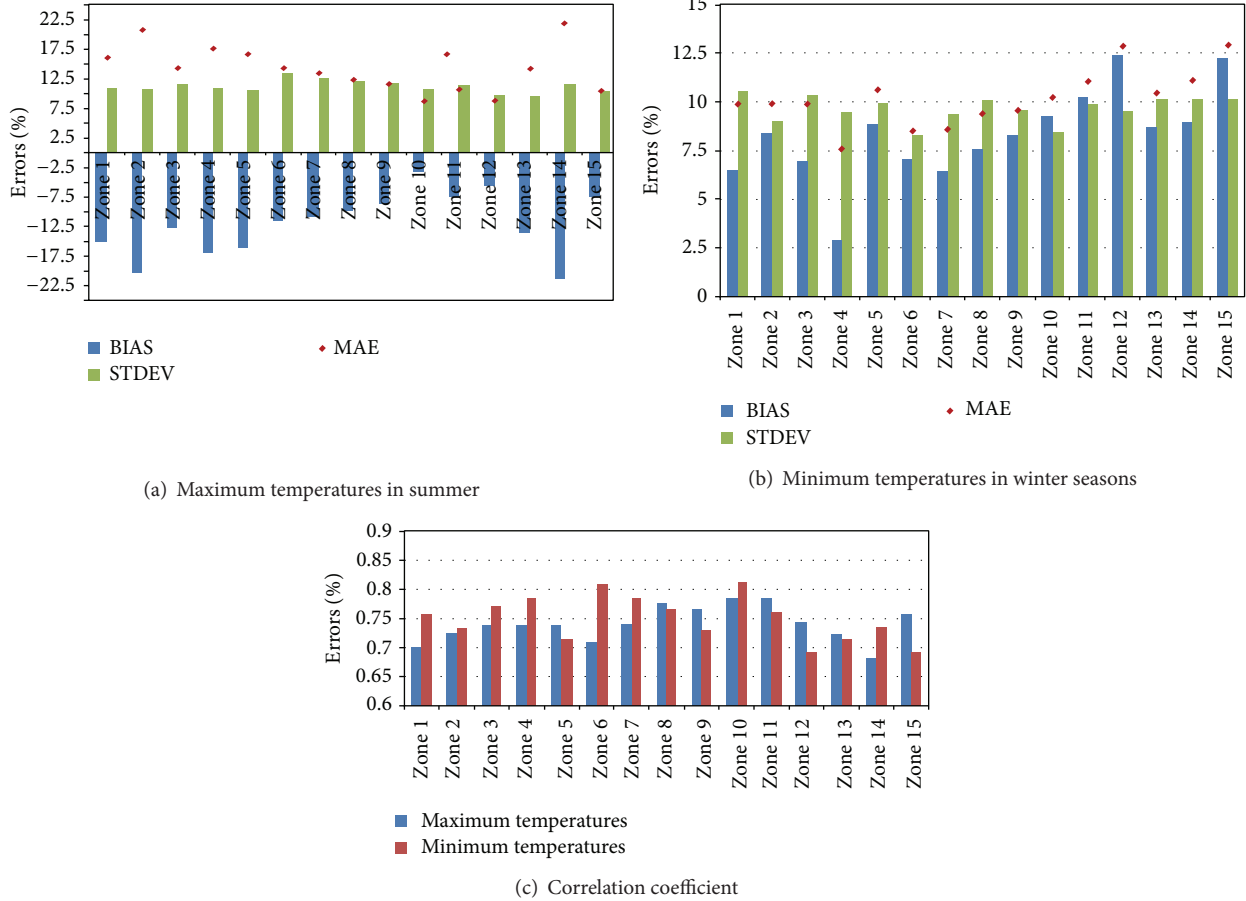 22.5
17.5
12.5
7.5
2.5
−2.5
−7.5
−12.5
−17.5
−22.5
Errors (%)
Zone 1
Zone 2
Zone 3
Zone 4
Zone 5
Zone 6
Zone 7
Zone 8
Zone 9
Zone 10
Zone 11
Zone 12
Zone 13
Zone 14
Zone 15
BIAS
STDEV
MAE
(a) Maximum temperatures in summer
15
12.5
10
7.5
5
2.5
0
Errors (%)
Zone 1
Zone 2
Zone 3
Zone 4
Zone 5
Zone 6
Zone 7
Zone 8
Zone 9
Zone 10
Zone 11
Zone 12
Zone 13
Zone 14
Zone 15
BIAS
STDEV
MAE
(b) Minimum temperatures in winter seasons
0.9
0.85
0.8
0.75
0.7
0.65
0.6
Errors (%)
Zone 1
Zone 2
Zone 3
Zone 4
Zone 5
Zone 6
Zone 7
Zone 8
Zone 9
Zone 10
Zone 11
Zone 12
Zone 13
Zone 14
Zone 15
Maximum temperatures
Minimum temperatures
(c) Correlation coefficient